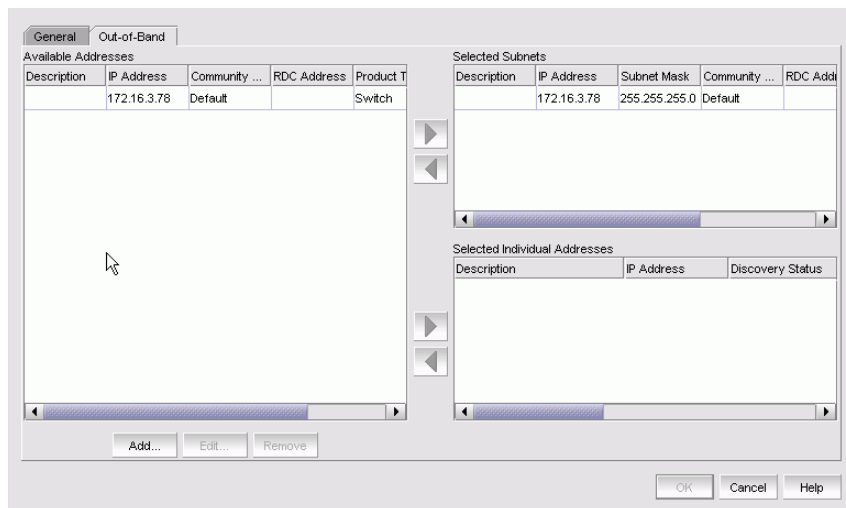 General Out-of-Band
Available Addresses
Description IP Address Community ... RDC Address Product T
172.16.3.78 Default Switch
Selected Subnets
Description IP Address Subnet Mask Community ... RDC Addr
172.16.3.78 255.255.255.0 Default
Selected Individual Addresses
Description IP Address Discovery Status
Add... Edit... Remove
OK Cancel Help